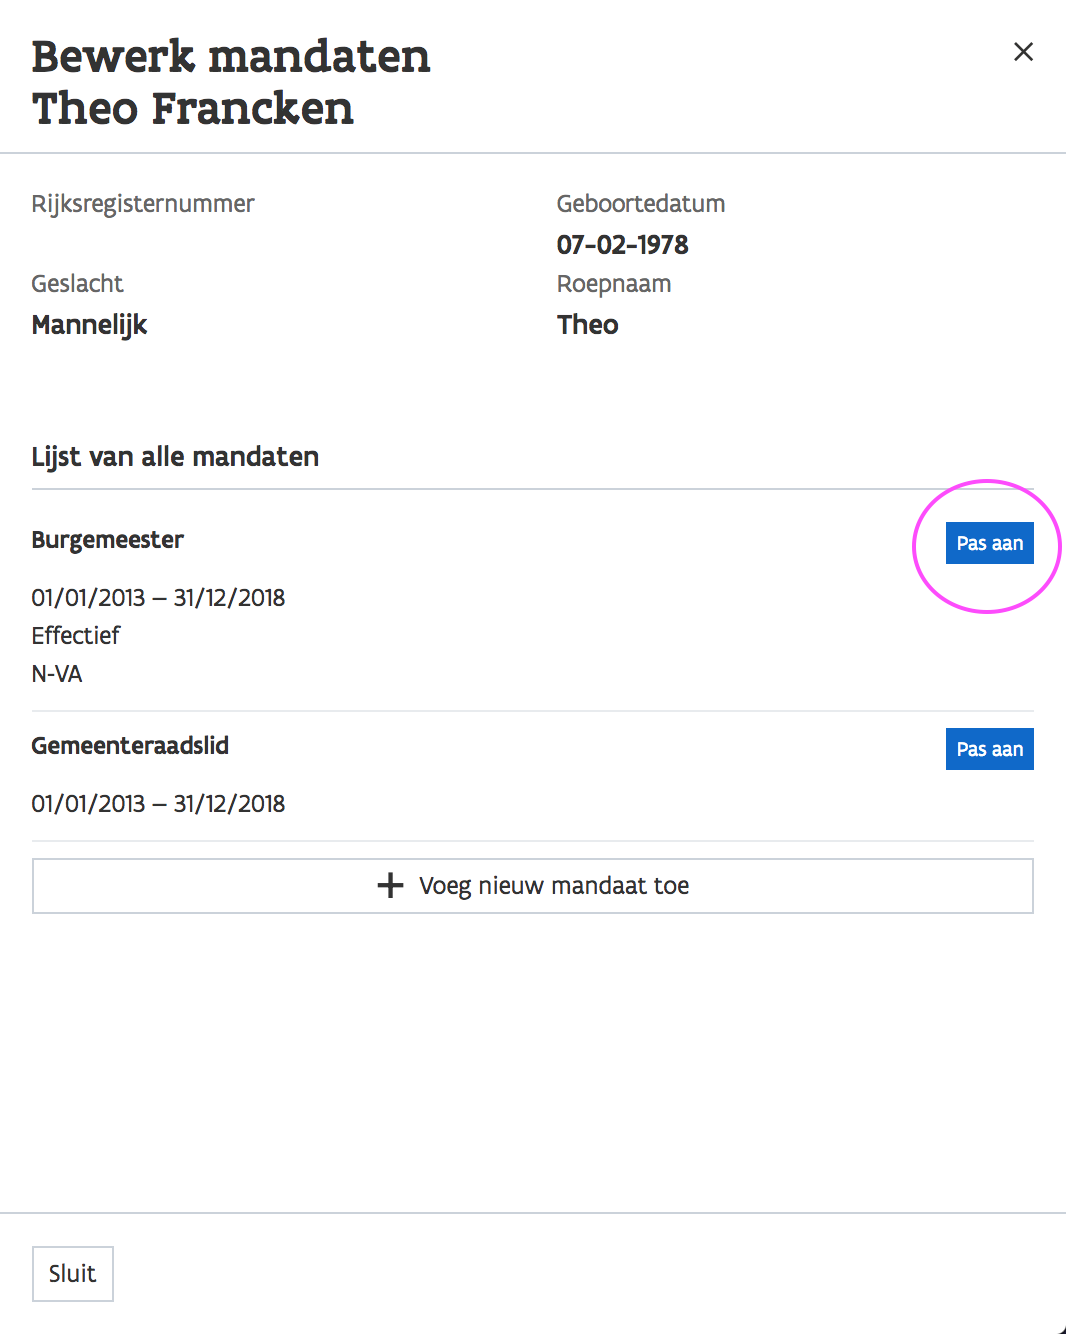 Bewerk mandaten
Theo Francken
Rijksregisternummer
Geboortedatum
07-02-1978
Geslacht
Mannelijk
Roepnaam
Theo
Lijst van alle mandaten
Burgemeester
Pas aan
01/01/2013 – 31/12/2018
Effectief
N-VA
Gemeenteraadslid
Pas aan
01/01/2013 – 31/12/2018
Voeg nieuw mandaat toe
Sluit